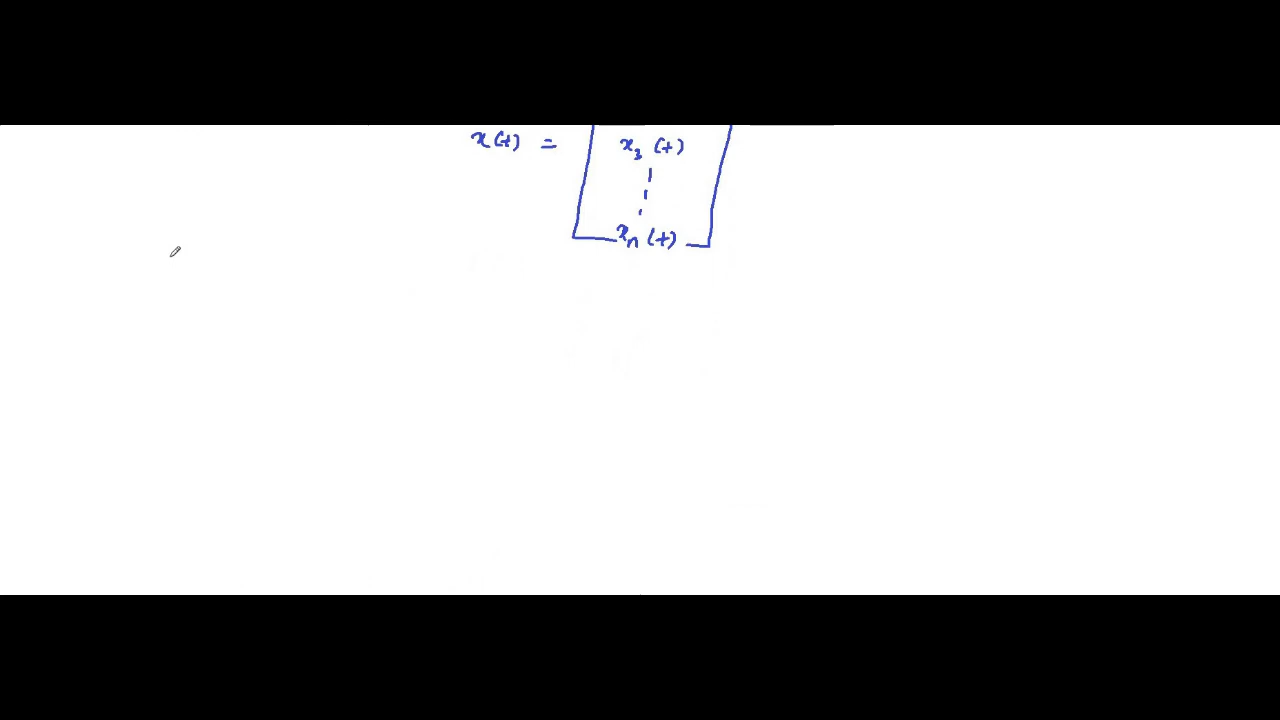 x(t) = x₃(t)
xₙ(t)